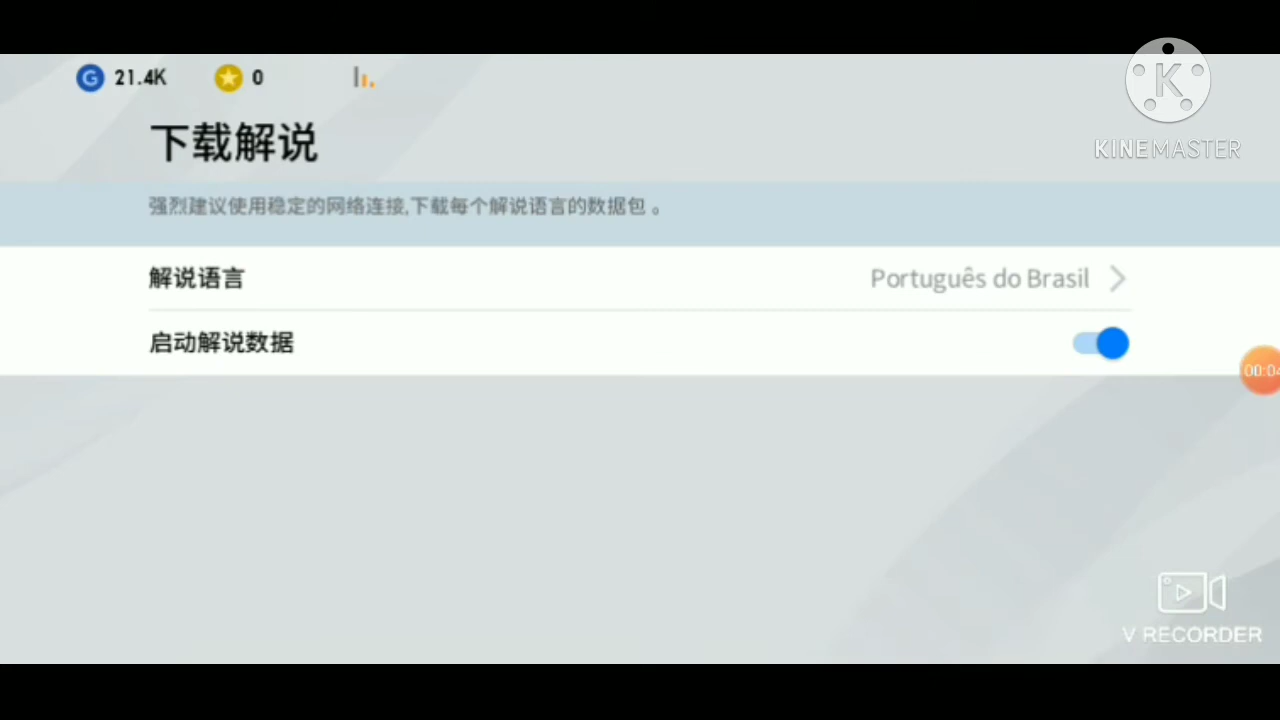 G 21.4K 0
K
KINEMASTER
下载解说
强烈建议使用稳定的网络连接,下载每个解说语言的数据包 。
解说语言 Português do Brasil
启动解说数据
00:04
V RECORDER